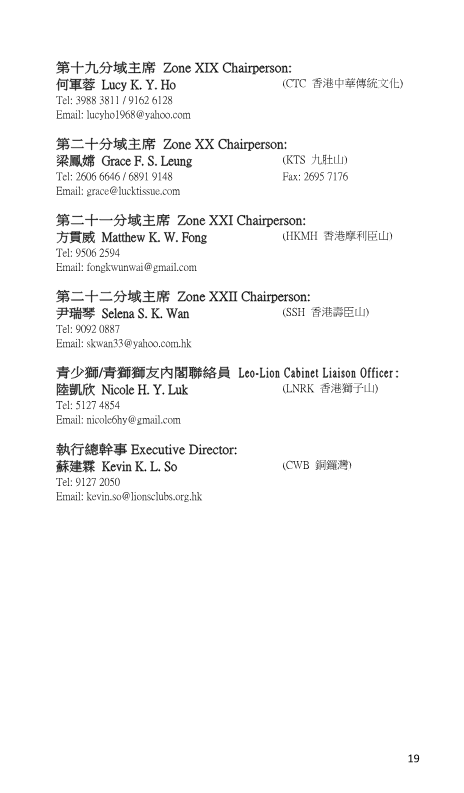 第十九分域主席 Zone XIX Chairperson:
何軍蓉 Lucy K. Y. Ho (CTC 香港中華傳統文化)
Tel: 3988 3811 / 9162 6128
Email: lucyho1968@yahoo.com
第二十分域主席 Zone XX Chairperson:
梁鳳嫦 Grace F. S. Leung (KTS 九肚山)
Tel: 2606 6646 / 6891 9148 Fax: 2695 7176
Email: grace@lucktissue.com
第二十一分域主席 Zone XXI Chairperson:
方貫威 Matthew K. W. Fong (HKMH 香港摩利臣山)
Tel: 9506 2594
Email: fongkwunwai@gmail.com
第二十二分域主席 Zone XXII Chairperson:
尹瑞琴 Selena S. K. Wan (SSH 香港壽臣山)
Tel: 9092 0887
Email: skwan33@yahoo.com.hk
青少獅/青獅獅友內閣聯絡員 Leo-Lion Cabinet Liaison Officer :
陸凱欣 Nicole H. Y. Luk (LNRK 香港獅子山)
Tel: 5127 4854
Email: nicole6hy@gmail.com
執行總幹事 Executive Director:
蘇建霖 Kevin K. L. So (CWB 銅鑼灣)
Tel: 9127 2050
Email: kevin.so@lionsclubs.org.hk
19